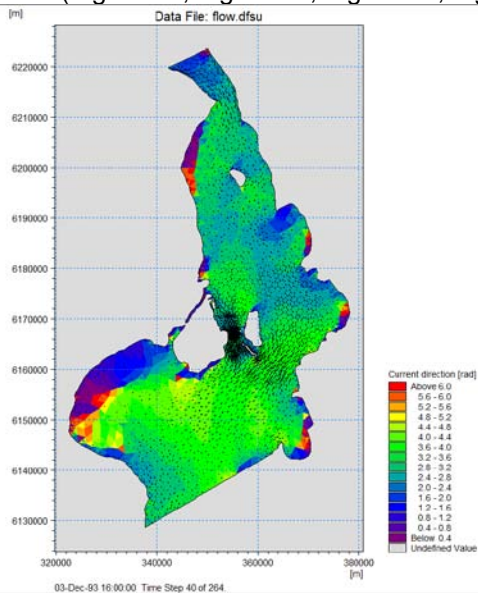 [m]
Data File: flow.dfsu
6220000
6210000
6200000
6190000
6180000
6170000
6160000
6150000
6140000
6130000
320000 340000 360000 380000
[m]
Current direction [rad]
Above 6.0
5.6 - 6.0
5.2 - 5.6
4.8 - 5.2
4.4 - 4.8
4.0 - 4.4
3.6 - 4.0
3.2 - 3.6
2.8 - 3.2
2.4 - 2.8
2.0 - 2.4
1.6 - 2.0
1.2 - 1.6
0.8 - 1.2
0.4 - 0.8
Below 0.4
Undefined Value
03-Dec-93 16:00:00 Time Step 40 of 264.